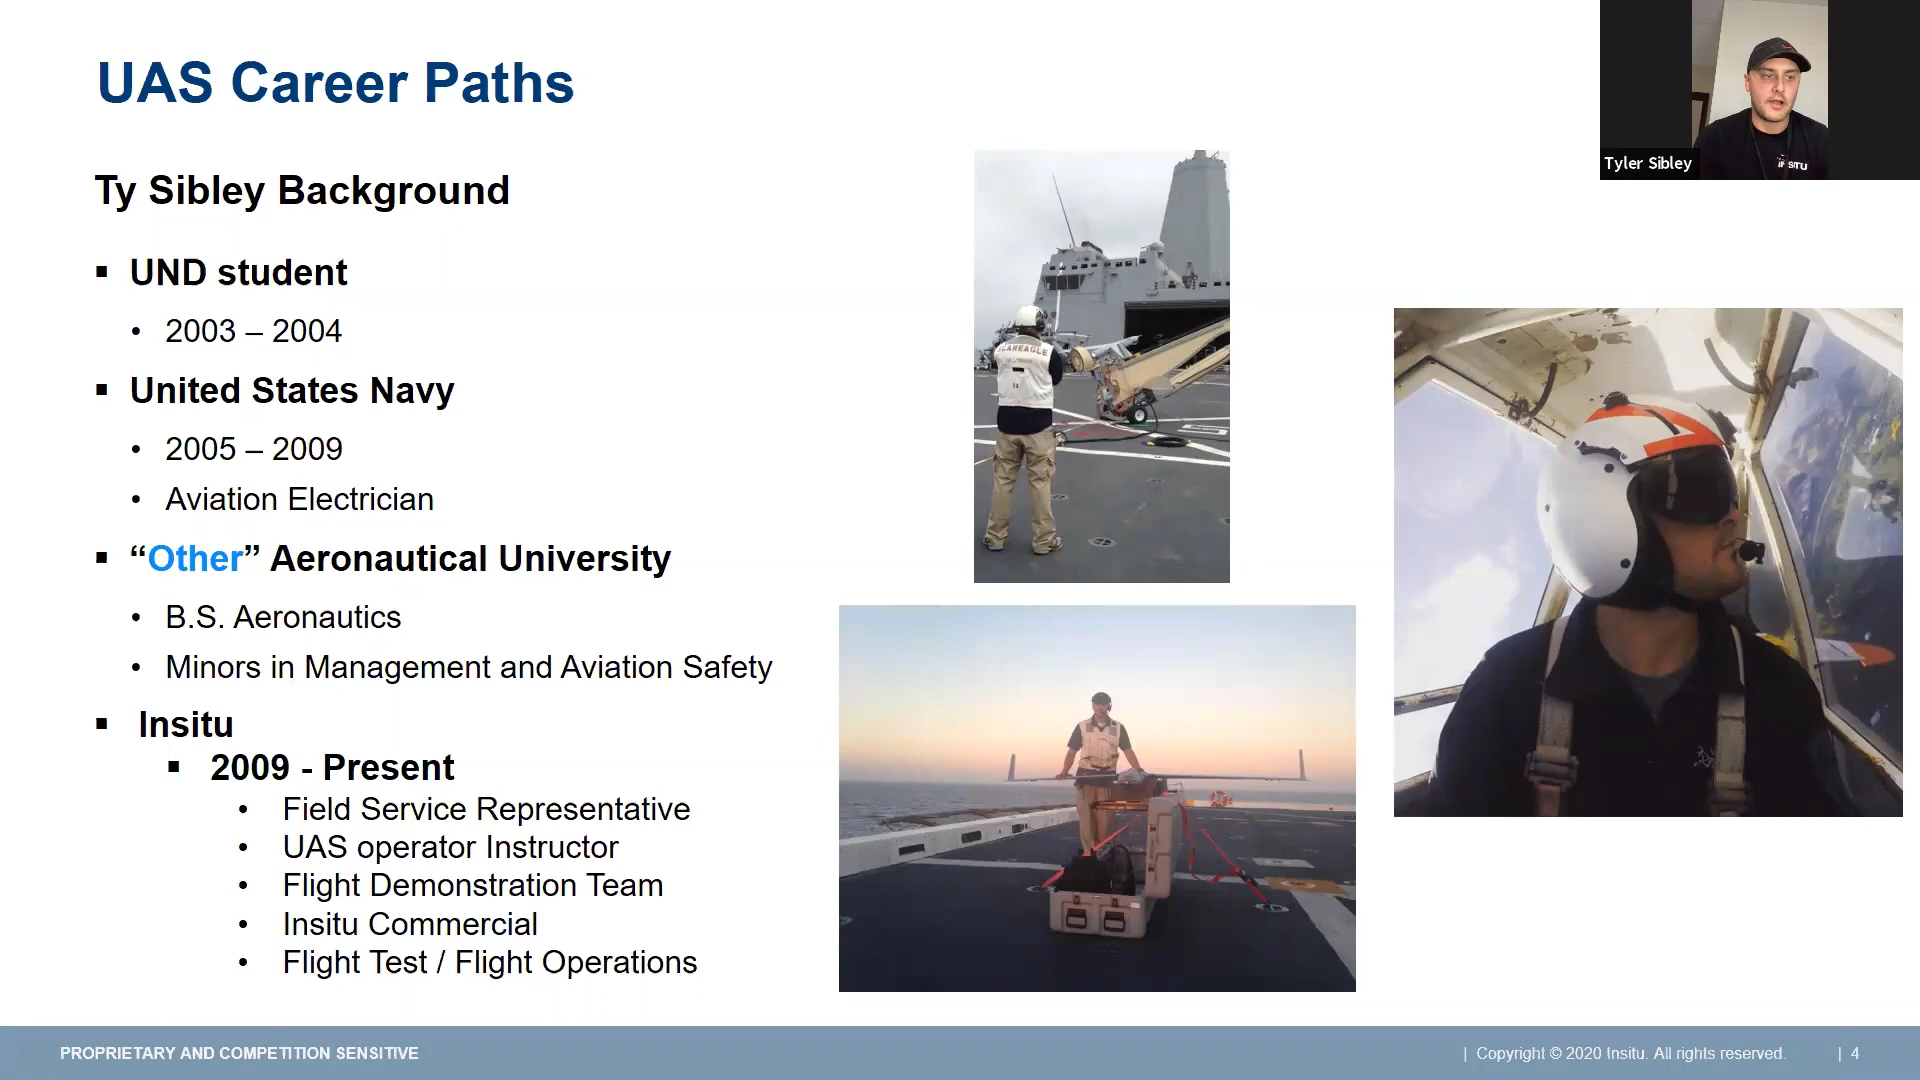 UAS Career Paths
Tyler Sibley
INSITU
Ty Sibley Background
UND student
2003 – 2004
United States Navy
2005 – 2009
Aviation Electrician
“Other” Aeronautical University
B.S. Aeronautics
Minors in Management and Aviation Safety
Insitu
2009 - Present
Field Service Representative
UAS operator Instructor
Flight Demonstration Team
Insitu Commercial
Flight Test / Flight Operations
SCANEAGLE
PROPRIETARY AND COMPETITION SENSITIVE
| Copyright © 2020 Insitu. All rights reserved. | 4